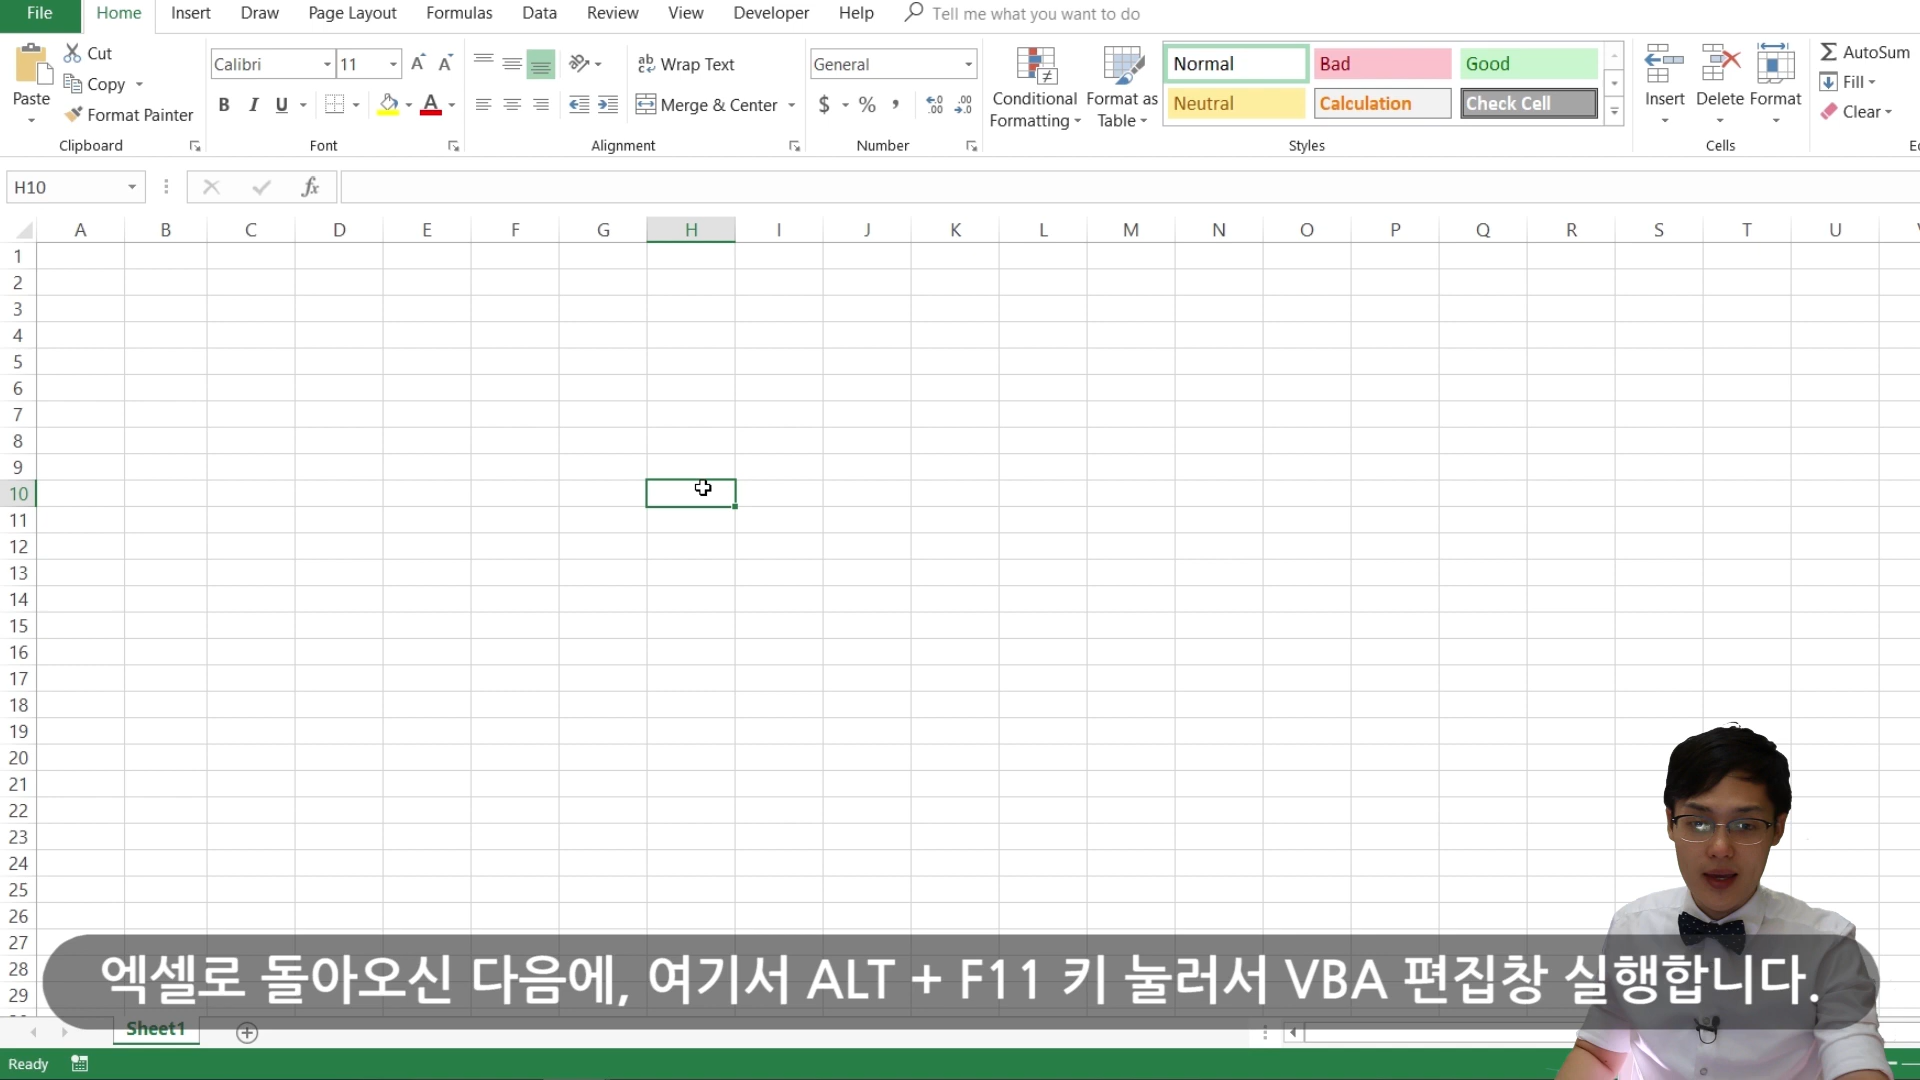 File Home Insert Draw Page Layout Formulas Data Review View Developer Help Tell me what you want to do
Cut
Copy
Format Painter
Paste
Clipboard
Calibri 11
B I U A
Font
Wrap Text
Merge & Center
Alignment
General
$ % ,
Number
Conditional Formatting
Format as Table
Normal Bad Good
Neutral Calculation Check Cell
Styles
Insert Delete Format
Cells
AutoSum
Fill
Clear
H10 fx
A B C D E F G H I J K L M N O P Q R S T U
1
2
3
4
5
6
7
8
9
10
11
12
13
14
15
16
17
18
19
20
21
22
23
24
25
26
27
28
29
엑셀로 돌아오신 다음에, 여기서 ALT + F11 키 눌러서 VBA 편집창 실행합니다.
Sheet1
Ready